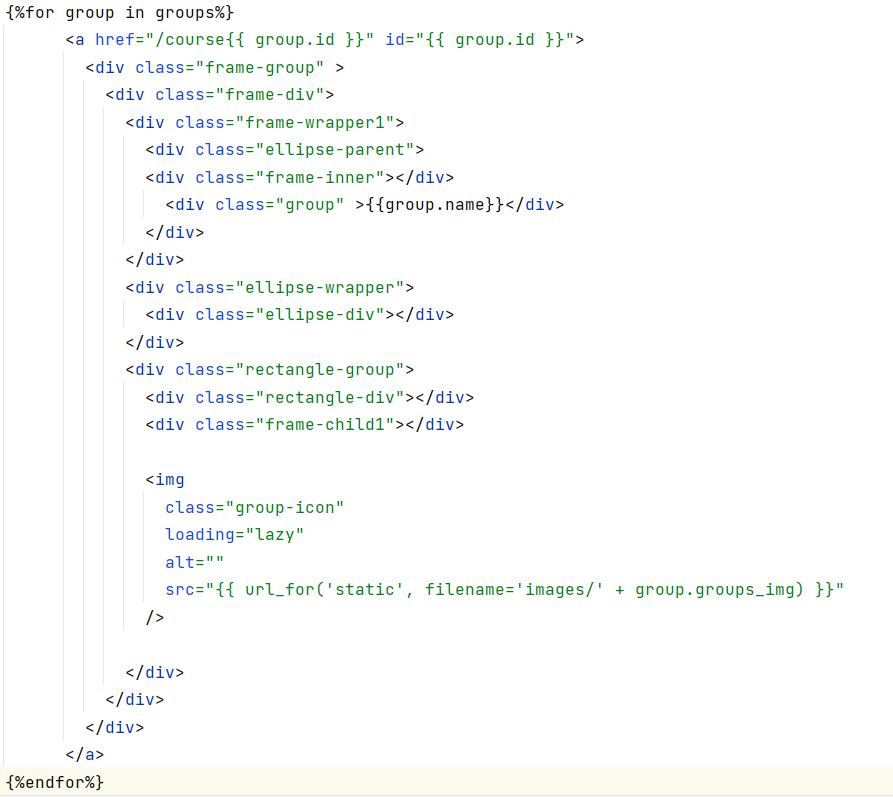 {%for group in groups%}
<a href="/course{{ group.id }}" id="{{ group.id }}">
<div class="frame-group" >
<div class="frame-div">
<div class="frame-wrapper1">
<div class="ellipse-parent">
<div class="frame-inner"></div>
<div class="group" >{{group.name}}</div>
</div>
</div>
<div class="ellipse-wrapper">
<div class="ellipse-div"></div>
</div>
<div class="rectangle-group">
<div class="rectangle-div"></div>
<div class="frame-child1"></div>
<img
class="group-icon"
loading="lazy"
alt=""
src="{{ url_for('static', filename='images/' + group.groups_img) }}"
/>
</div>
</div>
</div>
</a>
{%endfor%}